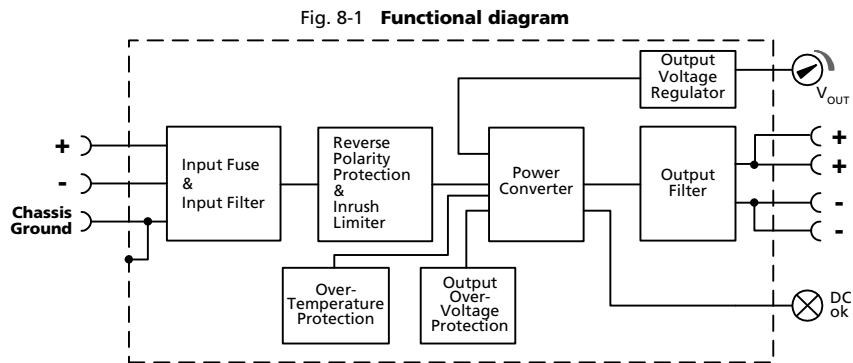 Fig. 8-1 Functional diagram
Output
Voltage
Regulator
V OUT
+
-
Chassis
Ground
Input Fuse
&
Input Filter
Reverse
Polarity
Protection
&
Inrush
Limiter
Power
Converter
Output
Filter
+
+
-
-
Over-
Temperature
Protection
Output
Over-
Voltage
Protection
DC
ok